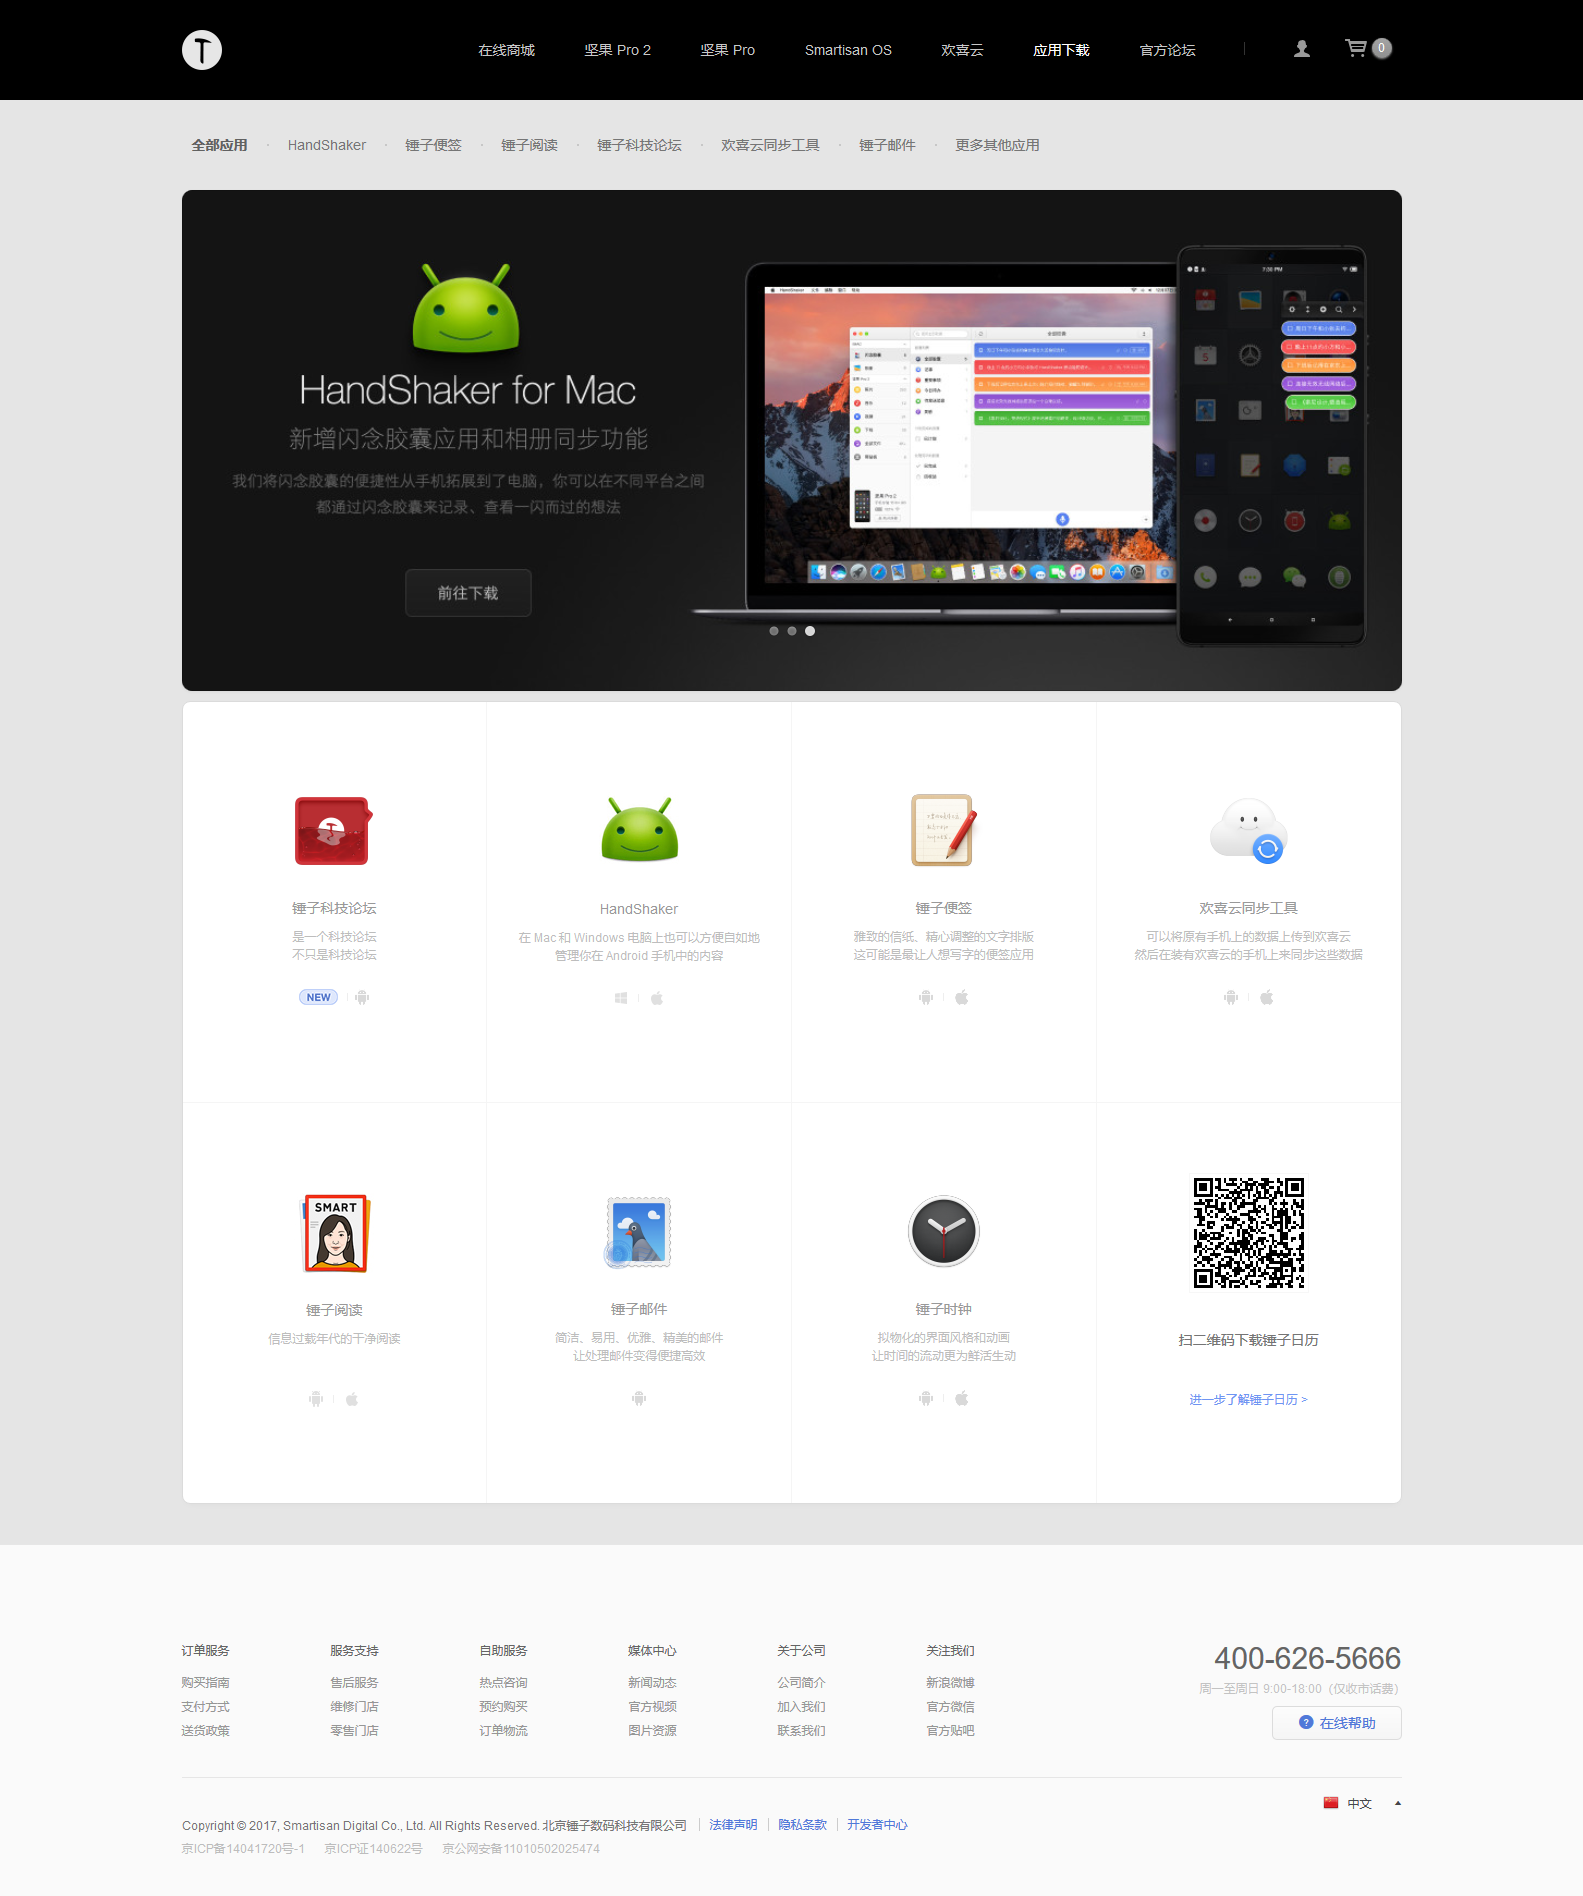 在线商城
坚果 Pro 2
坚果 Pro
Smartisan OS
欢喜云
应用下载
官方论坛
0
全部应用
HandShaker
锤子便签
锤子阅读
锤子科技论坛
欢喜云同步工具
锤子邮件
更多其他应用
HandShaker for Mac
新增闪念胶囊应用和相册同步功能
我们将闪念胶囊的便捷性从手机拓展到了电脑，你可以在不同平台之间
都通过闪念胶囊来记录、查看一闪而过的想法
前往下载
7:00 PM
锤子科技论坛
是一个科技论坛
不只是科技论坛
NEW
HandShaker
在 Mac 和 Windows 电脑上也可以方便自如地
管理你在 Android 手机中的内容
锤子便签
雅致的信纸、精心调整的文字排版
这可能是最让人想写字的便签应用
欢喜云同步工具
可以将原有手机上的数据上传到欢喜云
然后在装有欢喜云的手机上来同步这些数据
SMART
锤子阅读
信息过载年代的干净阅读
锤子邮件
简洁、易用、优雅、精美的邮件
让处理邮件变得便捷高效
锤子时钟
拟物化的界面风格和动画
让时间的流动更为鲜活生动
扫二维码下载锤子日历
进一步了解锤子日历 >
订单服务
购买指南
支付方式
送货政策
服务支持
售后服务
维修门店
零售门店
自助服务
热点咨询
预约购买
订单物流
媒体中心
新闻动态
官方视频
图片资源
关于公司
公司简介
加入我们
联系我们
关注我们
新浪微博
官方微信
官方贴吧
400-626-5666
周一至周日 9:00-18:00（仅收市话费）
? 在线帮助
中文
Copyright © 2017, Smartisan Digital Co., Ltd. All Rights Reserved. 北京锤子数码科技有限公司
法律声明
隐私条款
开发者中心
京ICP备14041720号-1
京ICP证140622号
京公网安备11010502025474